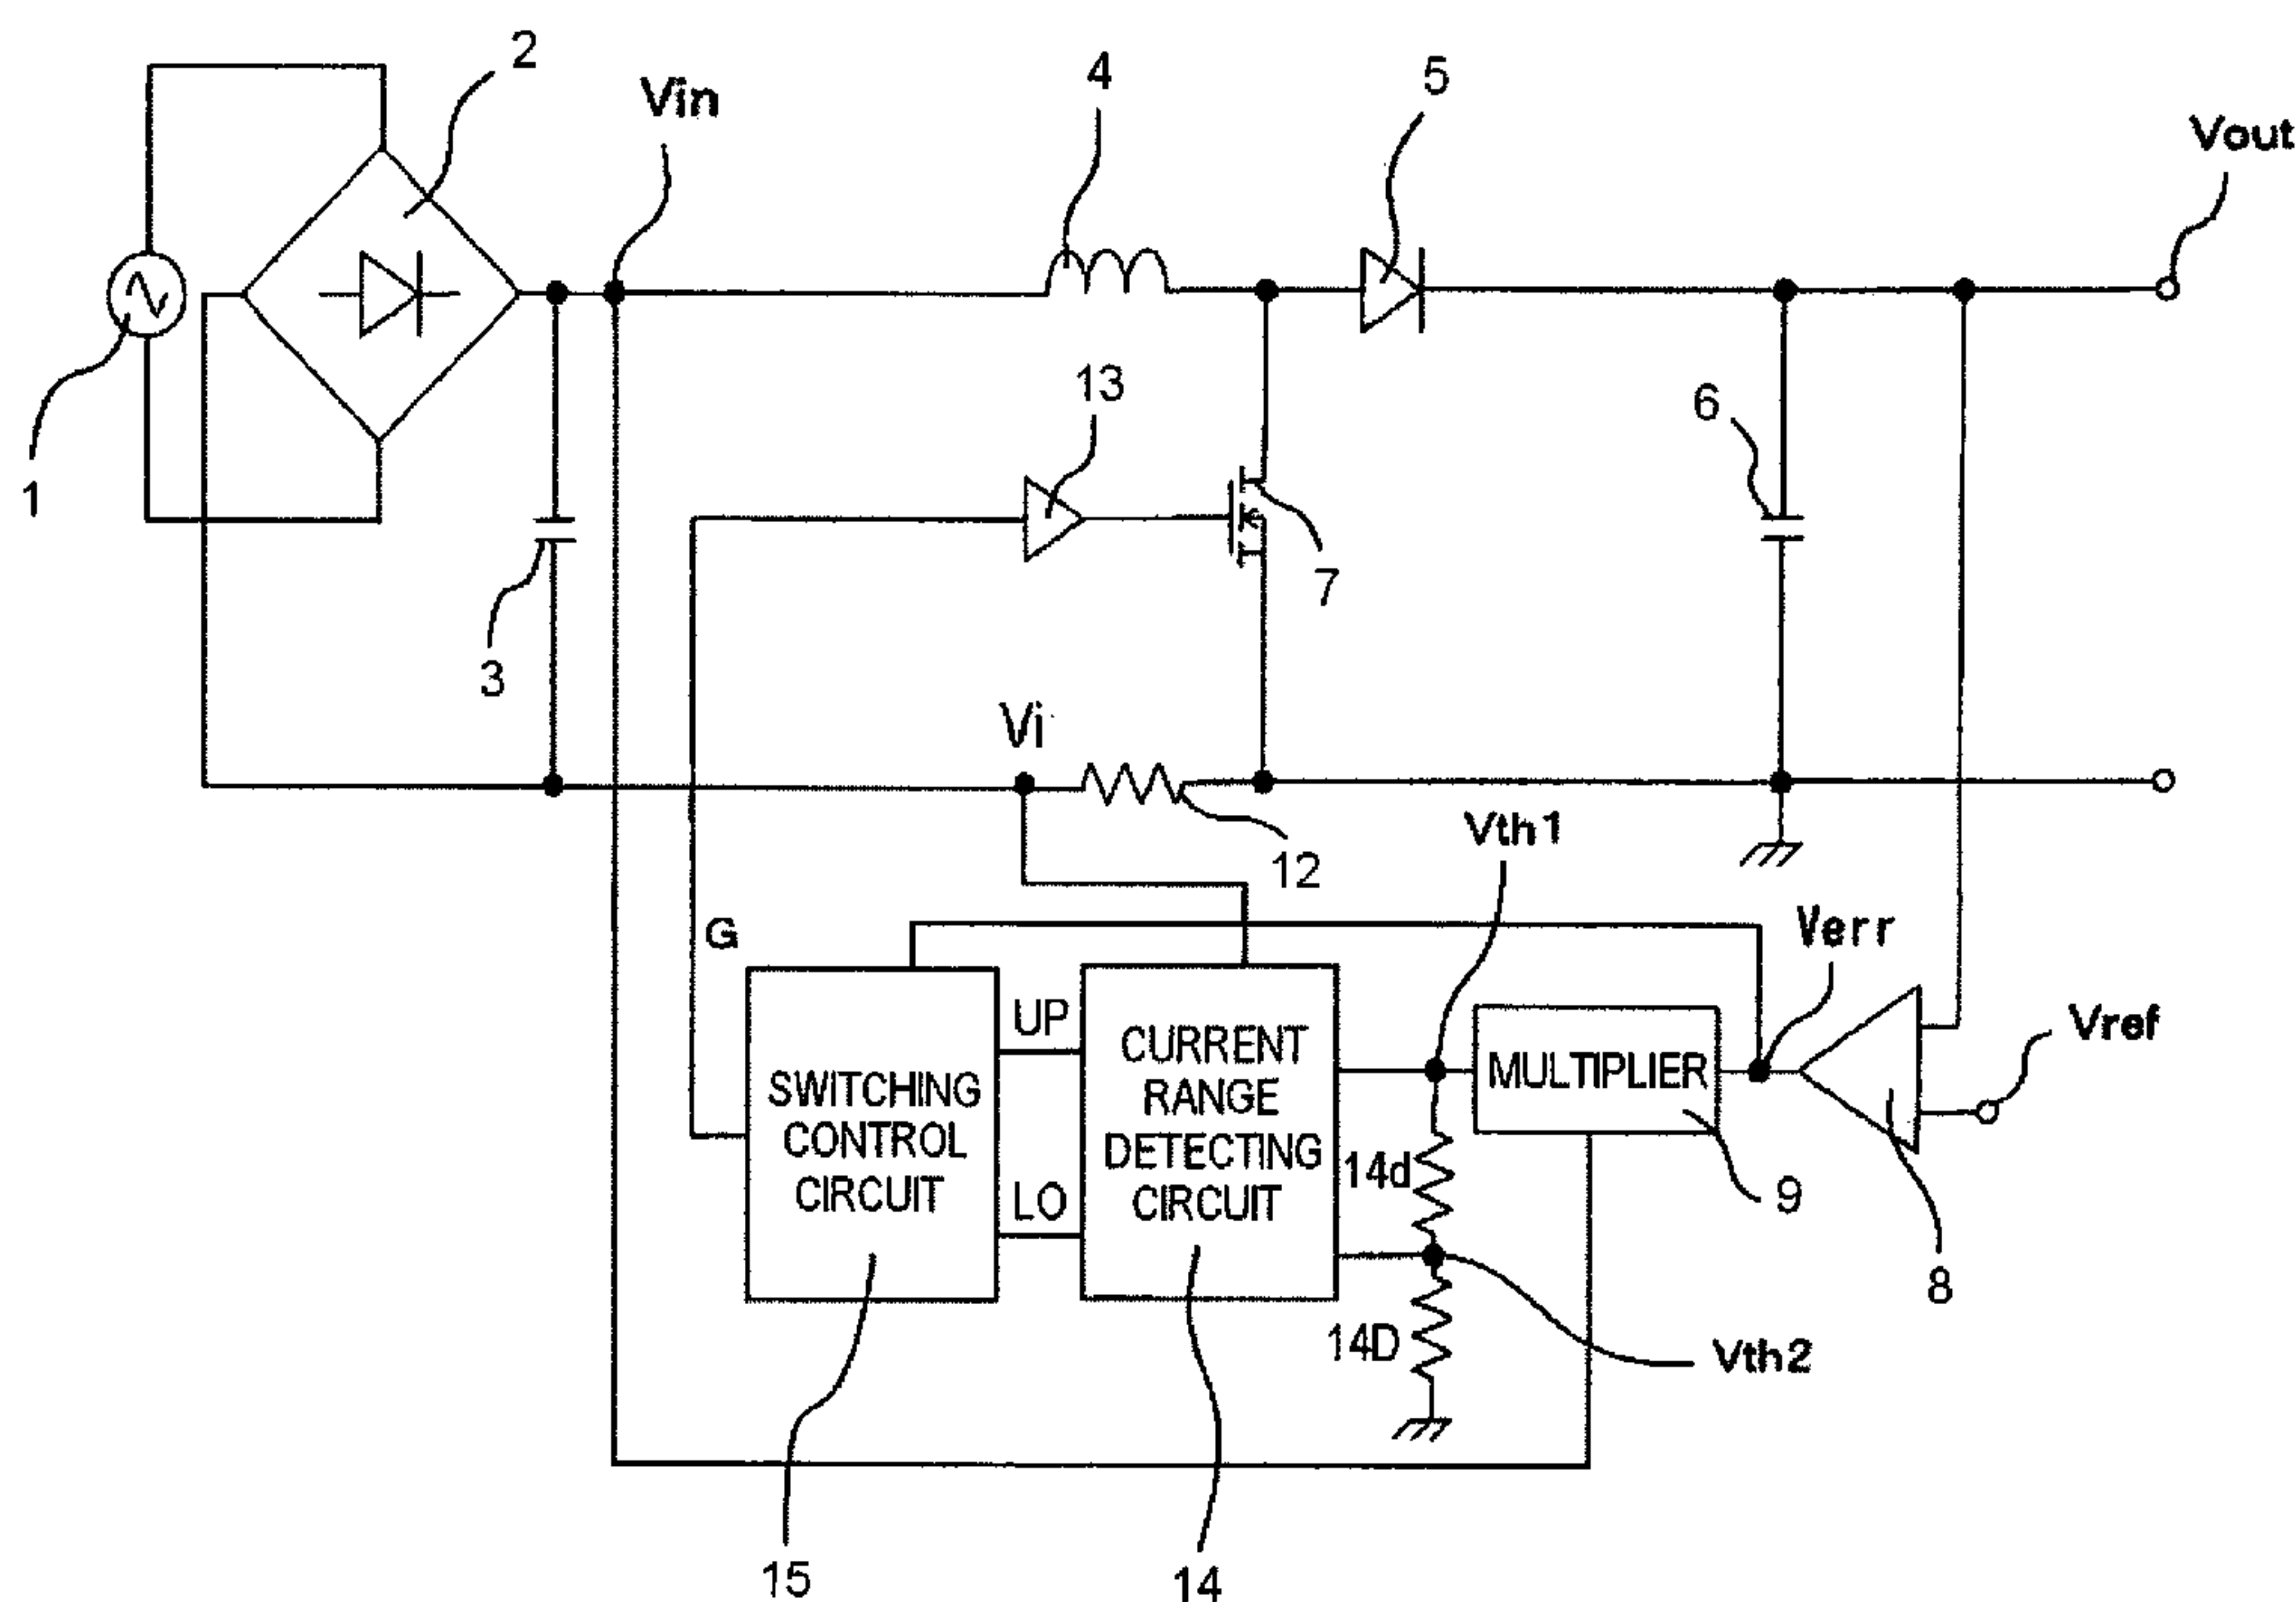 2
Vin
4
5
Vout
1
13
6
7
3
Vi
12
Vth1
G
Verr
UP
Vref
SWITCHING
CONTROL
CIRCUIT
CURRENT
RANGE
DETECTING
CIRCUIT
MULTIPLIER
14d
LO
9
8
14D
Vth2
15
14